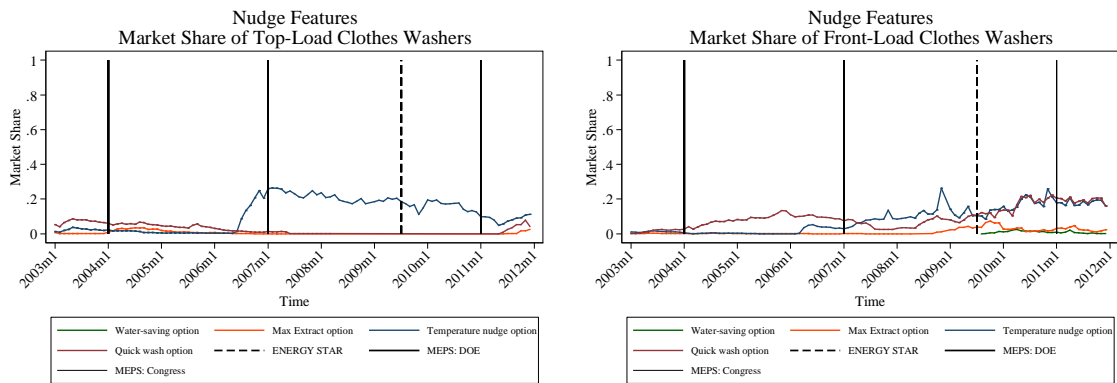 Nudge Features
Market Share of Top-Load Clothes Washers
Market Share
1
.8
.6
.4
.2
0
2003m1
2004m1
2005m1
2006m1
2007m1
2008m1
2009m1
2010m1
2011m1
2012m1
Time
Water-saving option Max Extract option Temperature nudge option
Quick wash option ENERGY STAR MEPS: DOE
MEPS: Congress
Nudge Features
Market Share of Front-Load Clothes Washers
Market Share
1
.8
.6
.4
.2
0
2003m1
2004m1
2005m1
2006m1
2007m1
2008m1
2009m1
2010m1
2011m1
2012m1
Time
Water-saving option Max Extract option Temperature nudge option
Quick wash option ENERGY STAR MEPS: DOE
MEPS: Congress